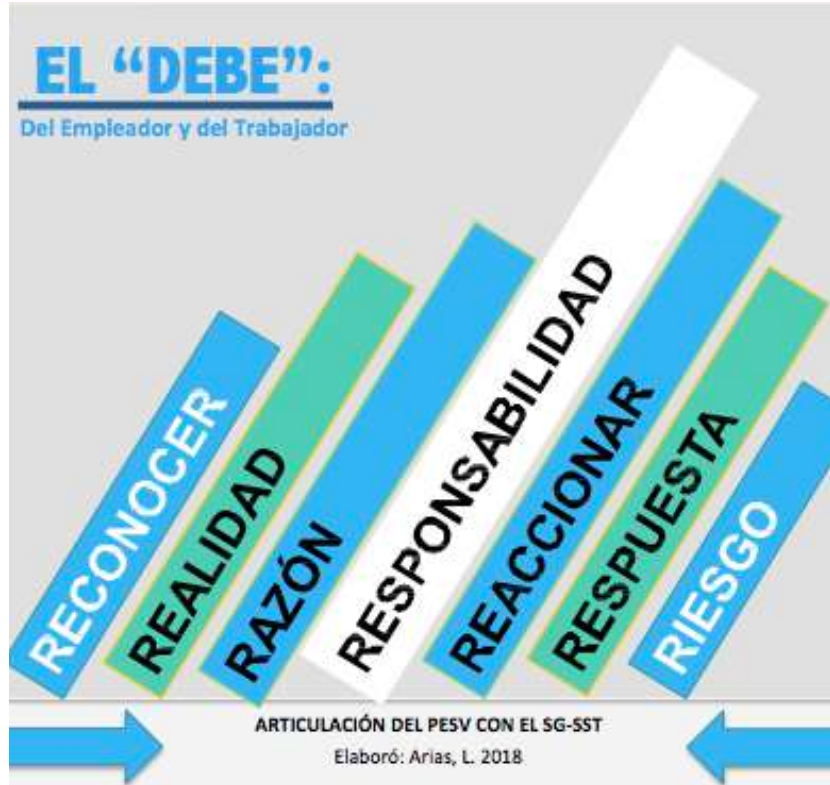 EL “DEBE”:
Del Empleador y del Trabajador
RECONOCER
REALIDAD
RAZÓN
RESPONSABILIDAD
REACCIONAR
RESPUESTA
RIESGO
ARTICULACIÓN DEL PESV CON EL SG-SST
Elaboró: Arias, L. 2018